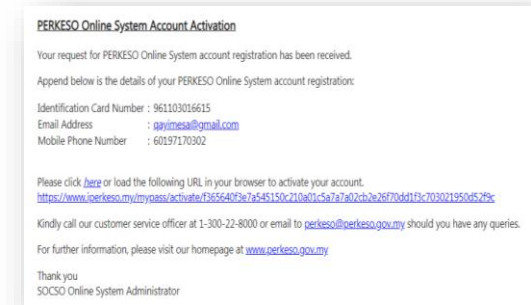 PERKESO Online System Account Activation
Your request for PERKESO Online System account registration has been received.
Append below is the details of your PERKESO Online System account registration:
Identification Card Number : 961103016615
Email Address : qayimesa@gmail.com
Mobile Phone Number : 60197170302
Please click here or load the following URL in your browser to activate your account.
https://www.iperkeso.my/mypass/activate/f365640f3e7a545150c210a01c5a7a7a02cb2e26f70dd1f3c703021950d52f9c
Kindly call our customer service officer at 1-300-22-8000 or email to perkeso@perkeso.gov.my should you have any queries.
For further information, please visit our homepage at www.perkeso.gov.my
Thank you
SOCSO Online System Administrator